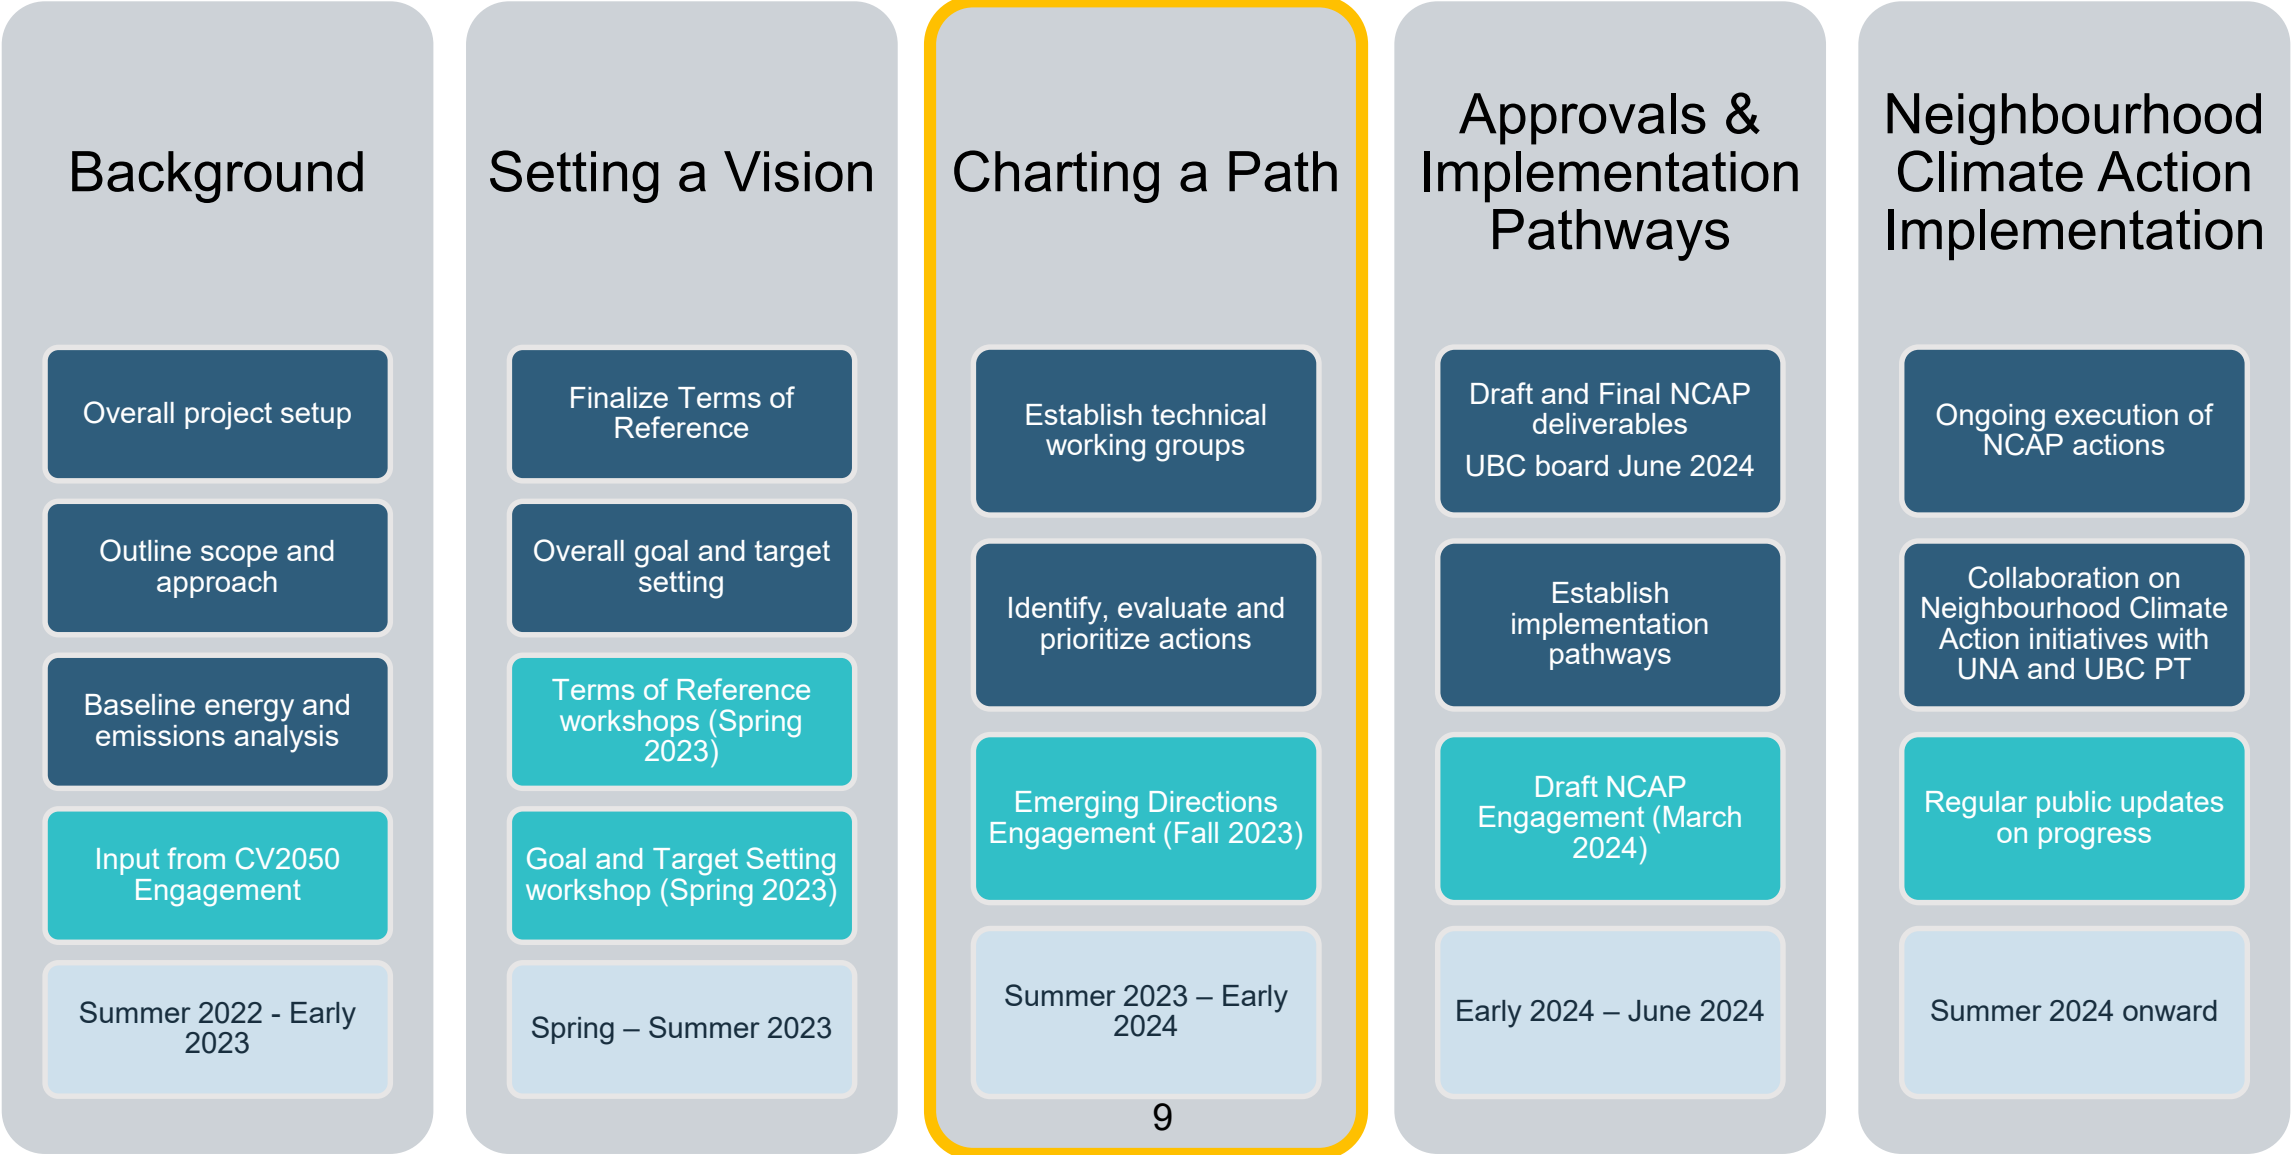 Background
Overall project setup
Outline scope and
approach
Baseline energy and
emissions analysis
Input from CV2050
Engagement
Summer 2022 - Early
2023
Setting a Vision
Finalize Terms of
Reference
Overall goal and target
setting
Terms of Reference
workshops (Spring
2023)
Goal and Target Setting
workshop (Spring 2023)
Spring – Summer 2023
Charting a Path
Establish technical
working groups
Identify, evaluate and
prioritize actions
Emerging Directions
Engagement (Fall 2023)
Summer 2023 – Early
2024
9
Approvals &
Implementation
Pathways
Draft and Final NCAP
deliverables
UBC board June 2024
Establish
implementation
pathways
Draft NCAP
Engagement (March
2024)
Early 2024 – June 2024
Neighbourhood
Climate Action
Implementation
Ongoing execution of
NCAP actions
Collaboration on
Neighbourhood Climate
Action initiatives with
UNA and UBC PT
Regular public updates
on progress
Summer 2024 onward